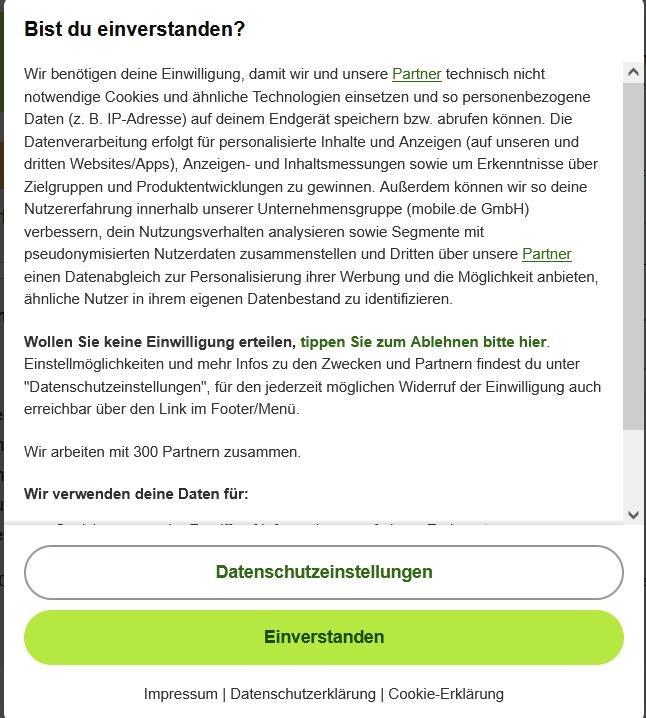 Bist du einverstanden?
Wir benötigen deine Einwilligung, damit wir und unsere Partner technisch nicht
notwendige Cookies und ähnliche Technologien einsetzen und so personenbezogene
Daten (z. B. IP-Adresse) auf deinem Endgerät speichern bzw. abrufen können. Die
Datenverarbeitung erfolgt für personalisierte Inhalte und Anzeigen (auf unseren und
dritten Websites/Apps), Anzeigen- und Inhaltsmessungen sowie um Erkenntnisse über
Zielgruppen und Produktentwicklungen zu gewinnen. Außerdem können wir so deine
Nutzererfahrung innerhalb unserer Unternehmensgruppe (mobile.de GmbH)
verbessern, dein Nutzungsverhalten analysieren sowie Segmente mit
pseudonymisierten Nutzerdaten zusammenstellen und Dritten über unsere Partner
einen Datenabgleich zur Personalisierung ihrer Werbung und die Möglichkeit anbieten,
ähnliche Nutzer in ihrem eigenen Datenbestand zu identifizieren.
Wollen Sie keine Einwilligung erteilen, tippen Sie zum Ablehnen bitte hier.
Einstellmöglichkeiten und mehr Infos zu den Zwecken und Partnern findest du unter
"Datenschutzeinstellungen", für den jederzeit möglichen Widerruf der Einwilligung auch
erreichbar über den Link im Footer/Menü.
Wir arbeiten mit 300 Partnern zusammen.
Wir verwenden deine Daten für:
Datenschutzeinstellungen
Einverstanden
Impressum | Datenschutzerklärung | Cookie-Erklärung